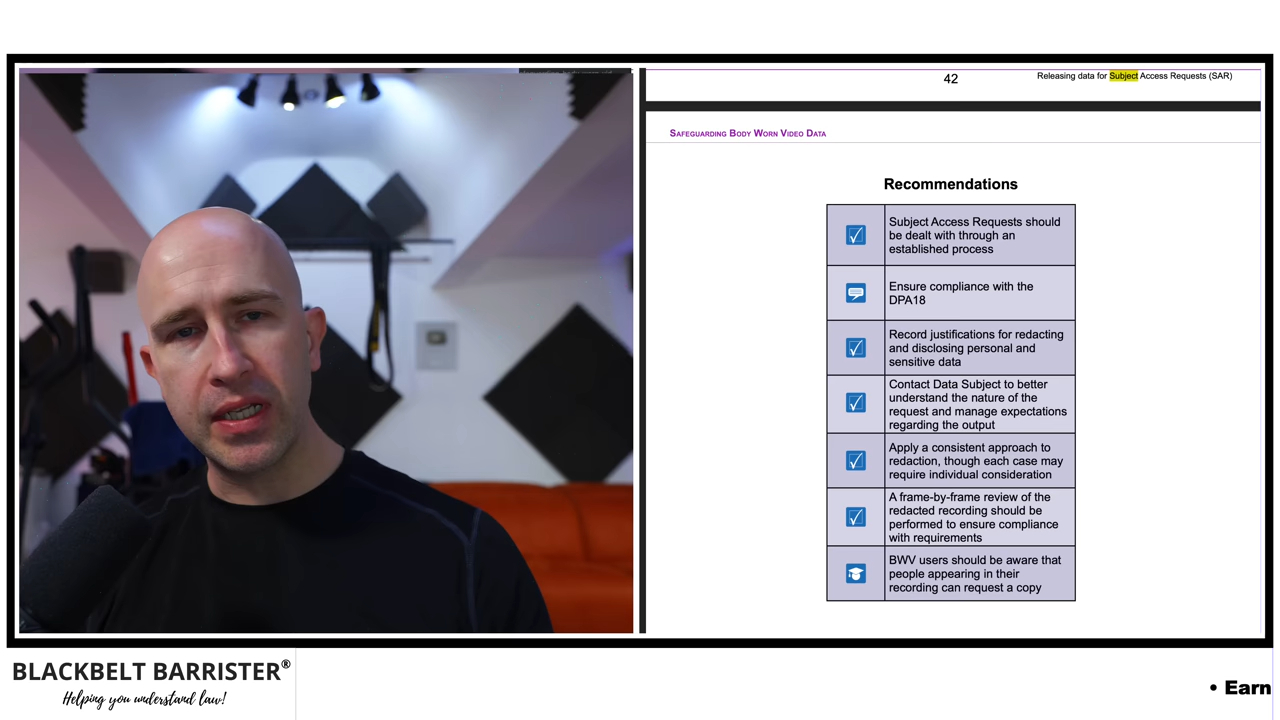 42
Releasing data for Subject Access Requests (SAR)
Safeguarding Body Worn Video Data
Recommendations
Subject Access Requests should
be dealt with through an
established process
Ensure compliance with the
DPA18
Record justifications for redacting
and disclosing personal and
sensitive data
Contact Data Subject to better
understand the nature of the
request and manage expectations
regarding the output
Apply a consistent approach to
redaction, though each case may
require individual consideration
A frame-by-frame review of the
redacted recording should be
performed to ensure compliance
with requirements
BWV users should be aware that
people appearing in their
recording can request a copy
BLACKBELT BARRISTER®
Helping you understand law!
• Earn